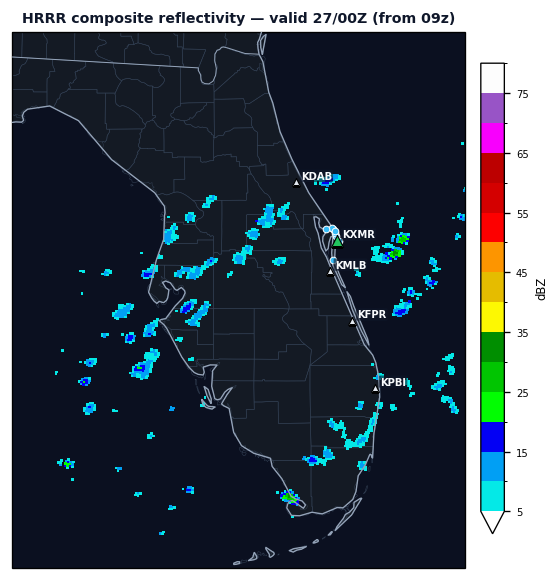 HRRR composite reflectivity — valid 27/00Z (from 09z)
KDAB
KXMR
KMLB
KFPR
KPBI
75
65
55
45
35
25
15
5
dBZ